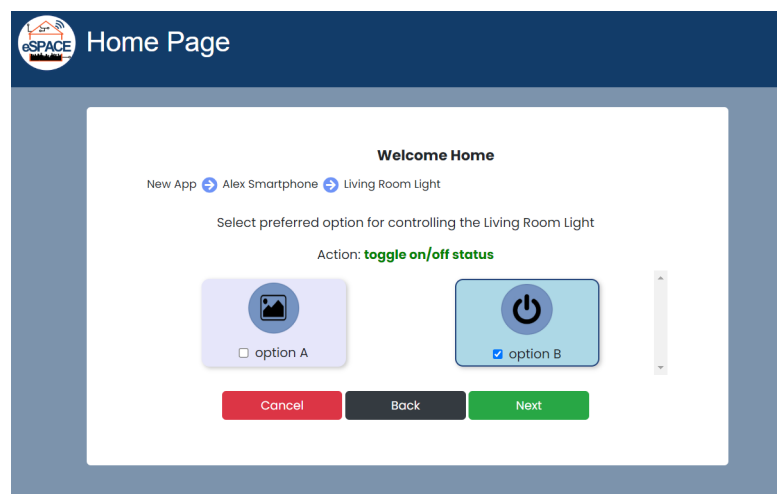 eSPACE
Home Page
Welcome Home
New App Alex Smartphone Living Room Light
Select preferred option for controlling the Living Room Light
Action: toggle on/off status
option A
option B
Cancel Back Next